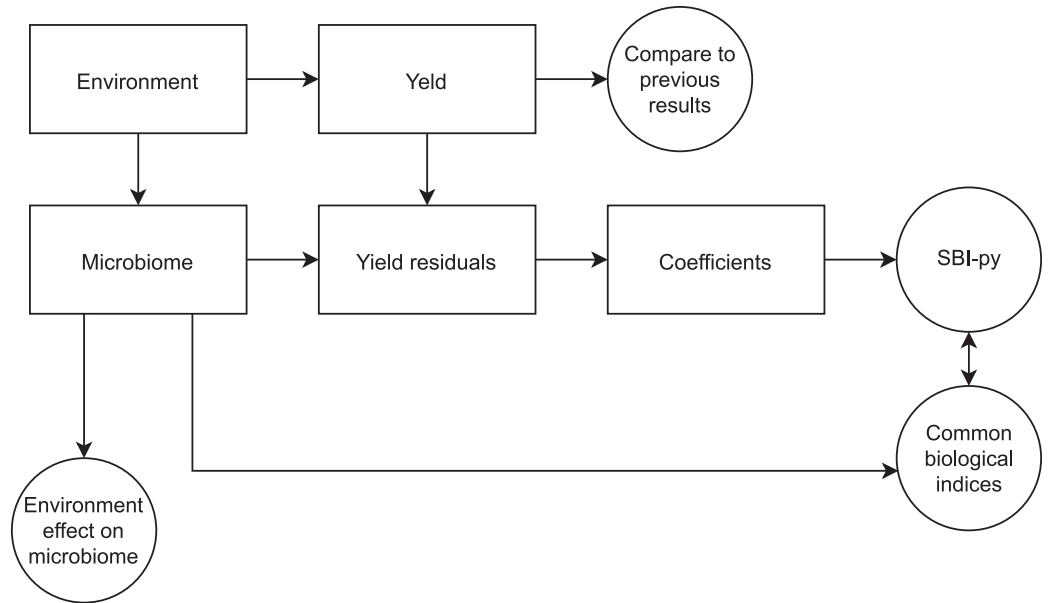 Environment
Yeld
Compare to
previous
results
Microbiome
Yield residuals
Coefficients
SBI-py
Common
biological
indices
Environment
effect on
microbiome